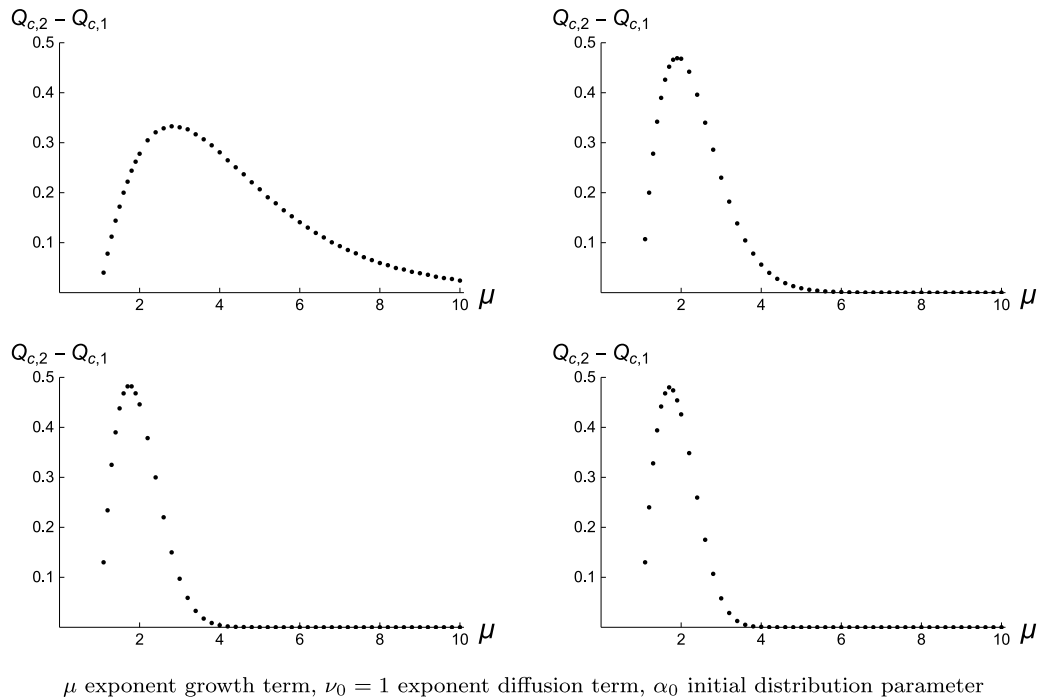 Q_{c,2} – Q_{c,1}
0.5
0.4
0.3
0.2
0.1
2 4 6 8 10 μ
Q_{c,2} – Q_{c,1}
0.5
0.4
0.3
0.2
0.1
2 4 6 8 10 μ
Q_{c,2} – Q_{c,1}
0.5
0.4
0.3
0.2
0.1
2 4 6 8 10 μ
Q_{c,2} – Q_{c,1}
0.5
0.4
0.3
0.2
0.1
2 4 6 8 10 μ
μ exponent growth term, ν₀ = 1 exponent diffusion term, α₀ initial distribution parameter